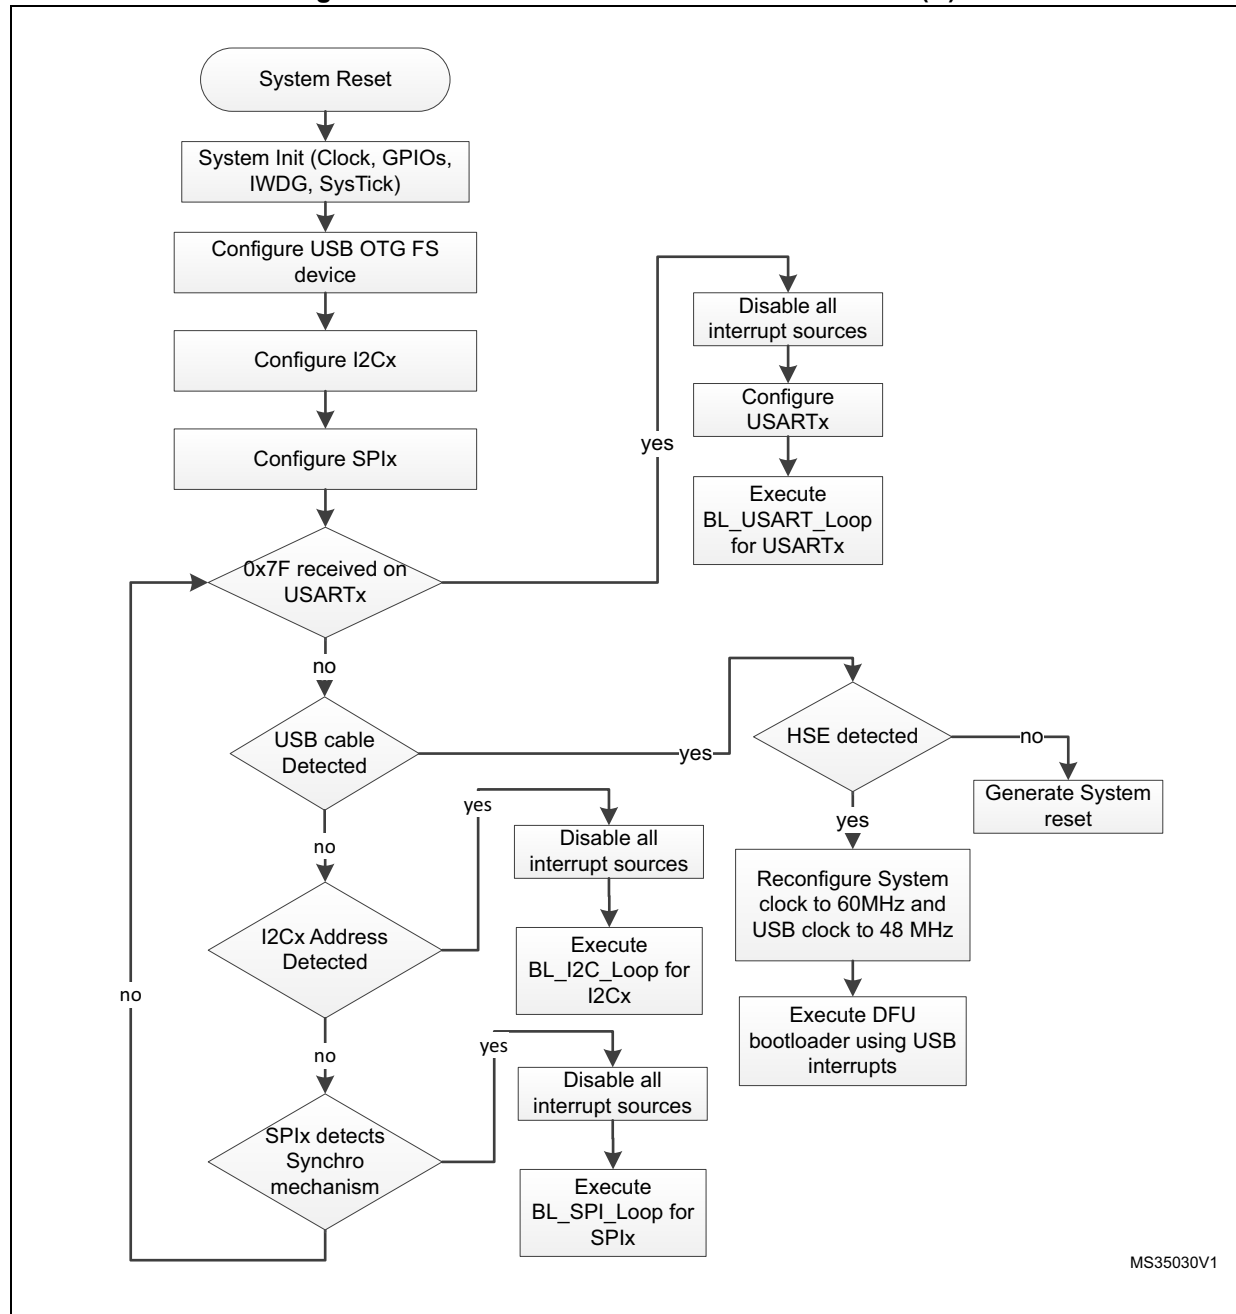 System Reset
System Init (Clock, GPIOs,
IWDG, SysTick)
Configure USB OTG FS
device
Configure I2Cx
Configure SPIx
0x7F received on
USARTx
yes
Disable all
interrupt sources
Configure
USARTx
Execute
BL_USART_Loop
for USARTx
no
USB cable
Detected
yes
HSE detected
no
Generate System
reset
yes
Reconfigure System
clock to 60MHz and
USB clock to 48 MHz
Execute DFU
bootloader using USB
interrupts
no
I2Cx Address
Detected
yes
Disable all
interrupt sources
Execute
BL_I2C_Loop for
I2Cx
no
SPIx detects
Synchro
mechanism
yes
Disable all
interrupt sources
Execute
BL_SPI_Loop for
SPIx
no
MS35030V1